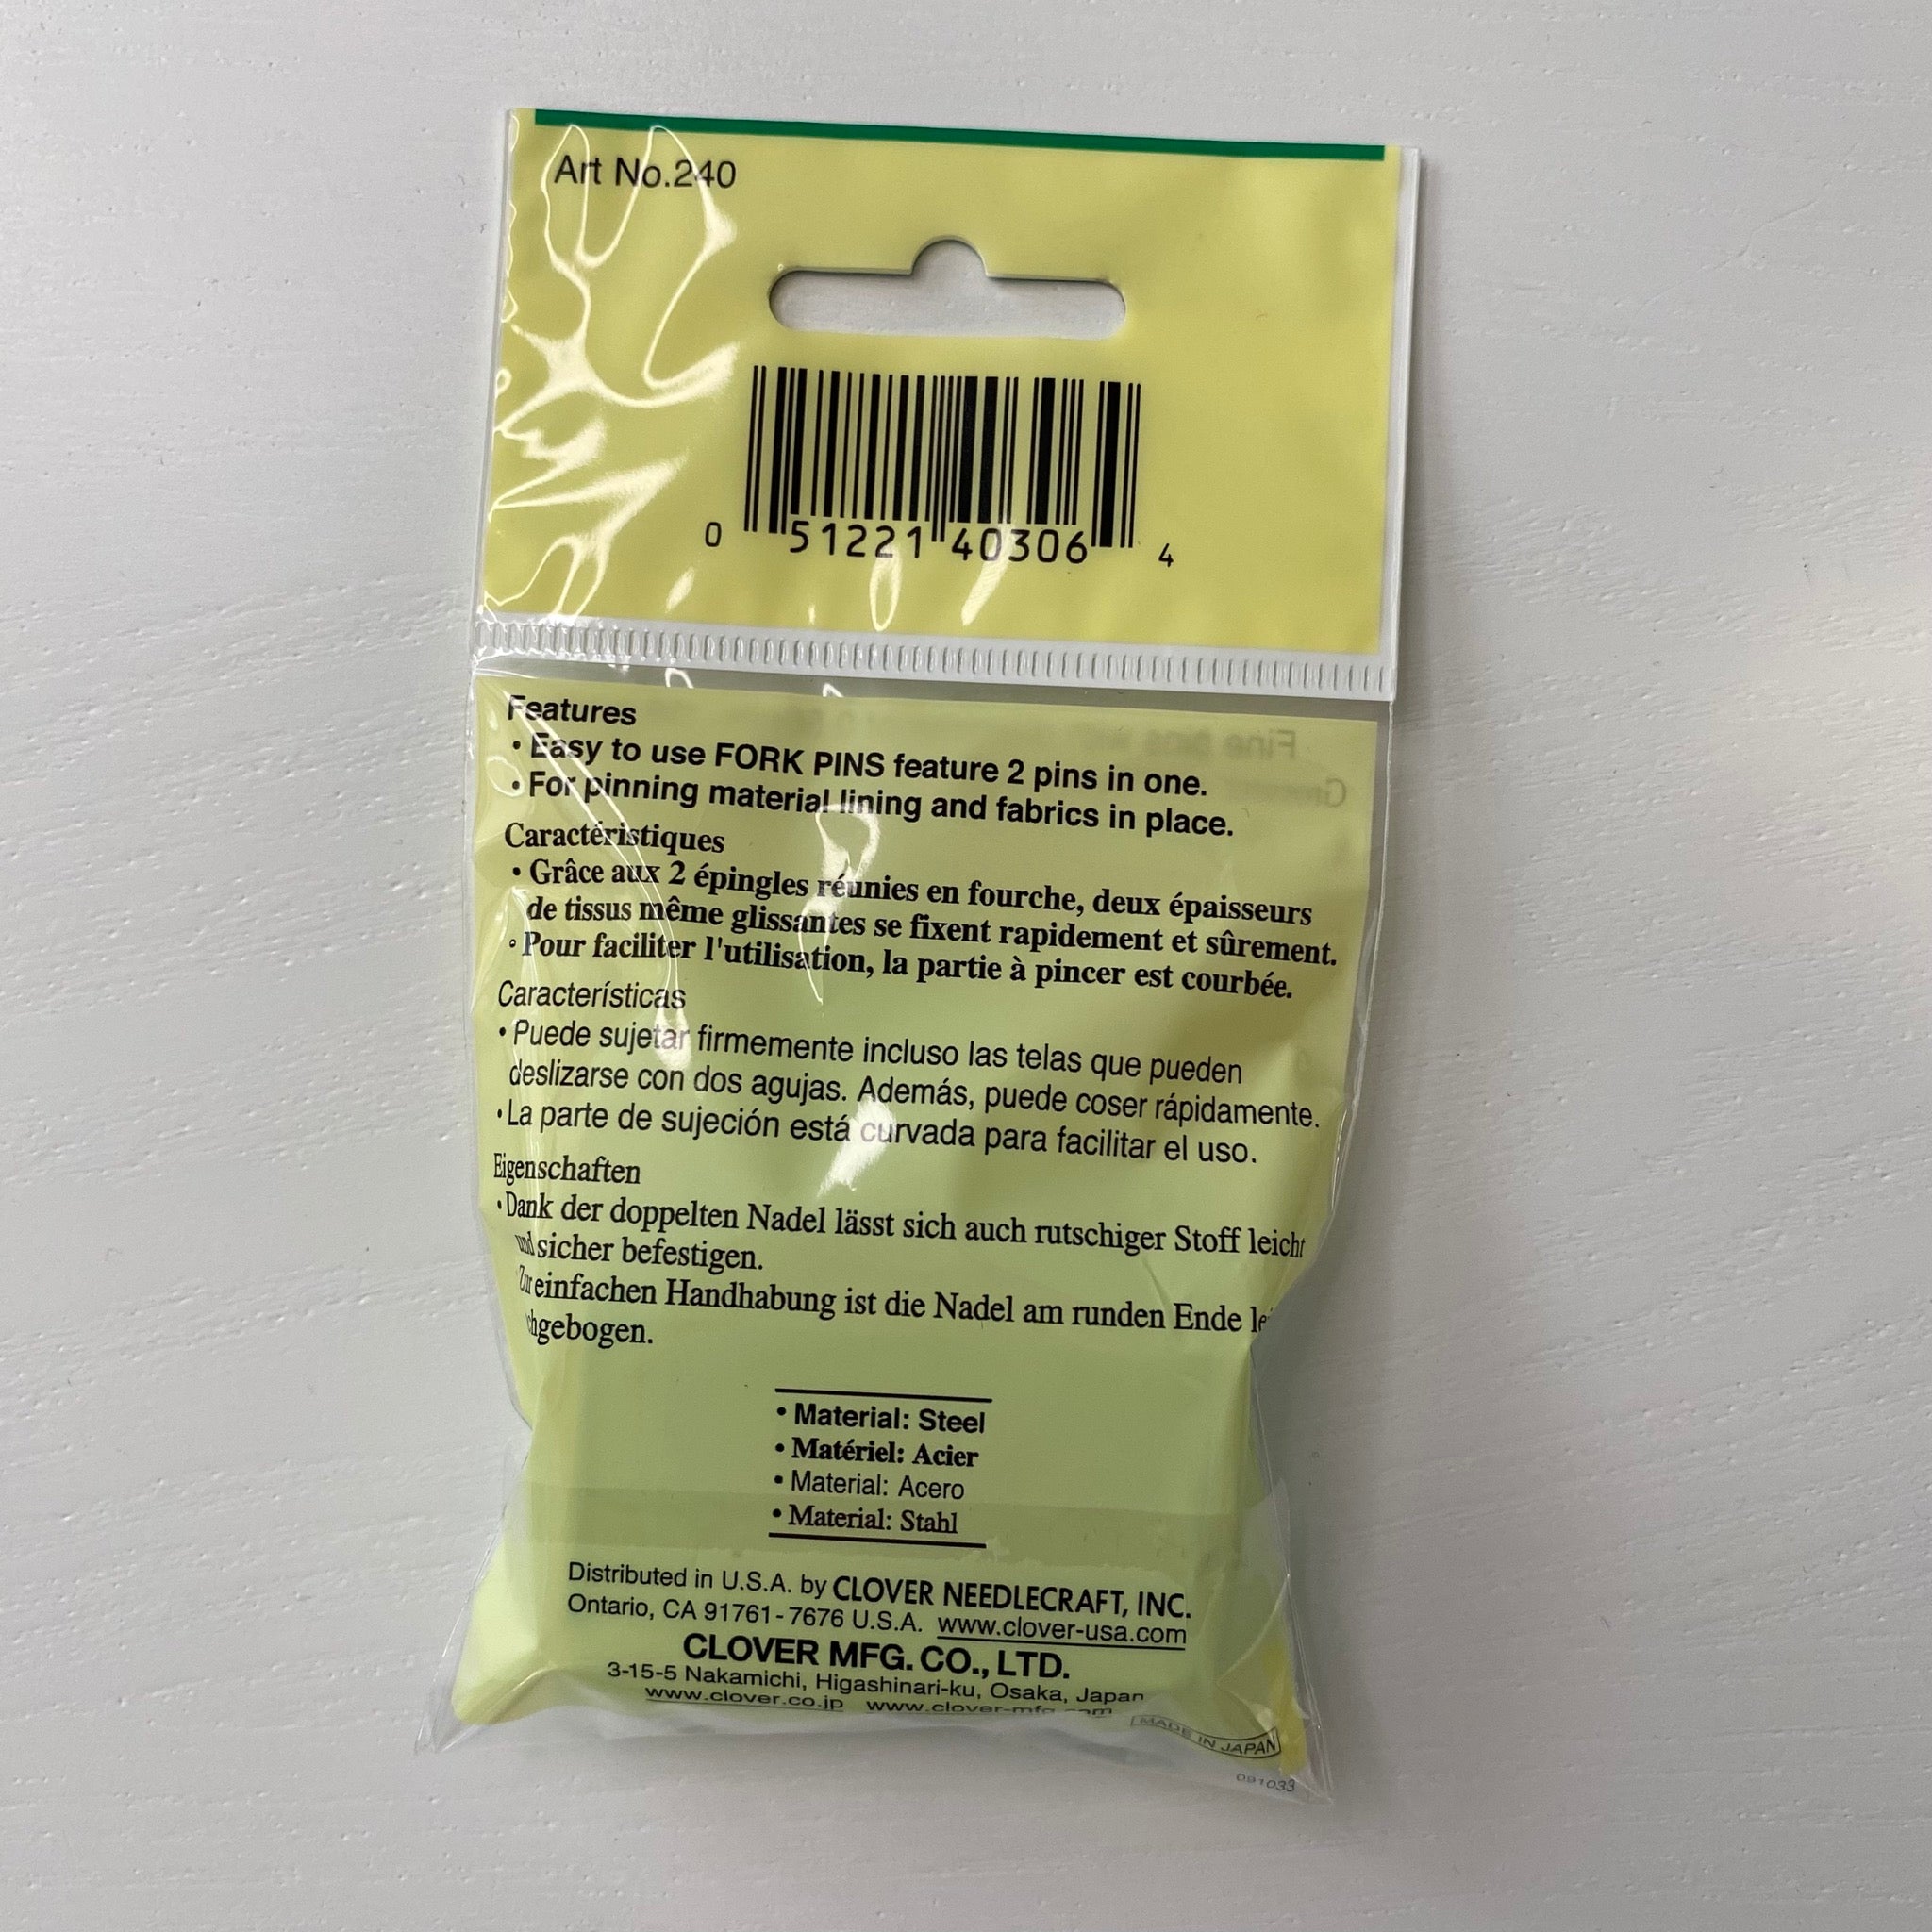 Art No.240
0 51221 40306 4
Features
• Easy to use FORK PINS feature 2 pins in one.
• For pinning material lining and fabrics in place.
Caractéristiques
• Grâce aux 2 épingles réunies en fourche, deux épaisseurs
de tissus même glissantes se fixent rapidement et sûrement.
• Pour faciliter l'utilisation, la partie à pincer est courbée.
Características
• Puede sujetar firmemente incluso las telas que pueden
deslizarse con dos agujas. Además, puede coser rápidamente.
• La parte de sujeción está curvada para facilitar el uso.
Eigenschaften
• Dank der doppelten Nadel lässt sich auch rutschiger Stoff leicht
und sicher befestigen.
Zur einfachen Handhabung ist die Nadel am runden Ende
• Material: Steel
• Matériel: Acier
• Material: Acero
• Material: Stahl
Distributed in U.S.A. by CLOVER NEEDLECRAFT, INC.
Ontario, CA 91761-7676 U.S.A. www.clover-usa.com
CLOVER MFG. CO., LTD.
3-15-5 Nakamichi, Higashinari-ku, Osaka, Japan
www.clover.co.jp
MADE IN JAPAN
091033